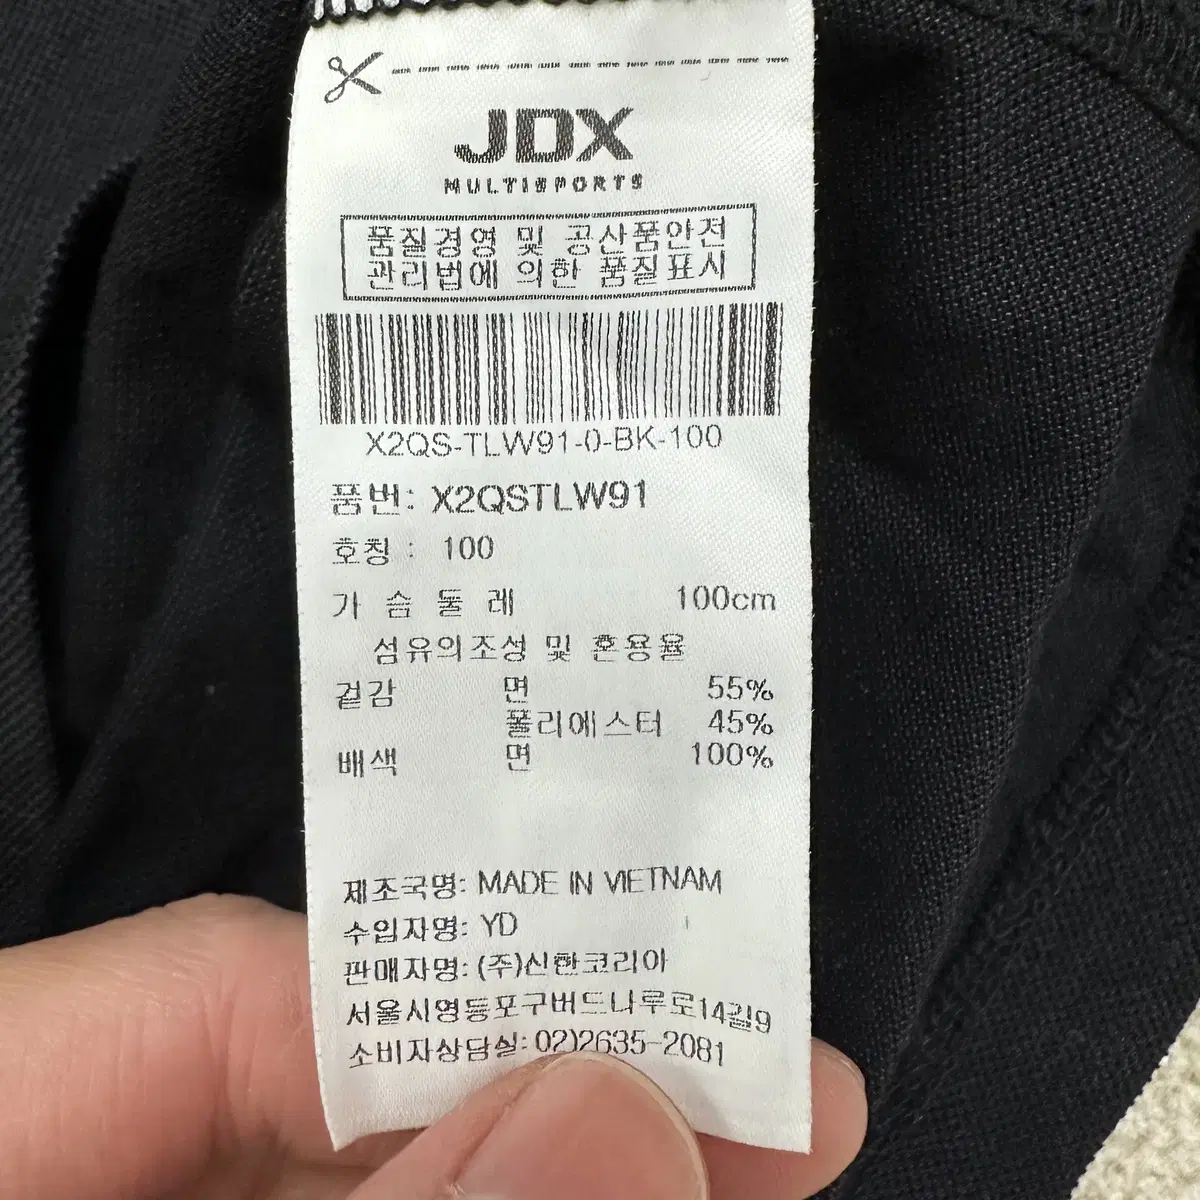 JDX
MULTISPORTS
품질경영 및 공산품안전
관리법에 의한 품질표시
X2QS-TLW91-0-BK-100
품번: X2QSTLW91
호칭 : 100
가 슴 둘 레 100cm
섬유의조성 및 혼용율
겉감 면 55%
폴리에스터 45%
배색 면 100%
제조국명: MADE IN VIETNAM
수입자명: YD
판매자명: (주)신한코리아
서울시영등포구버드나루로14길9
소비자상담실: 02)2635-2081